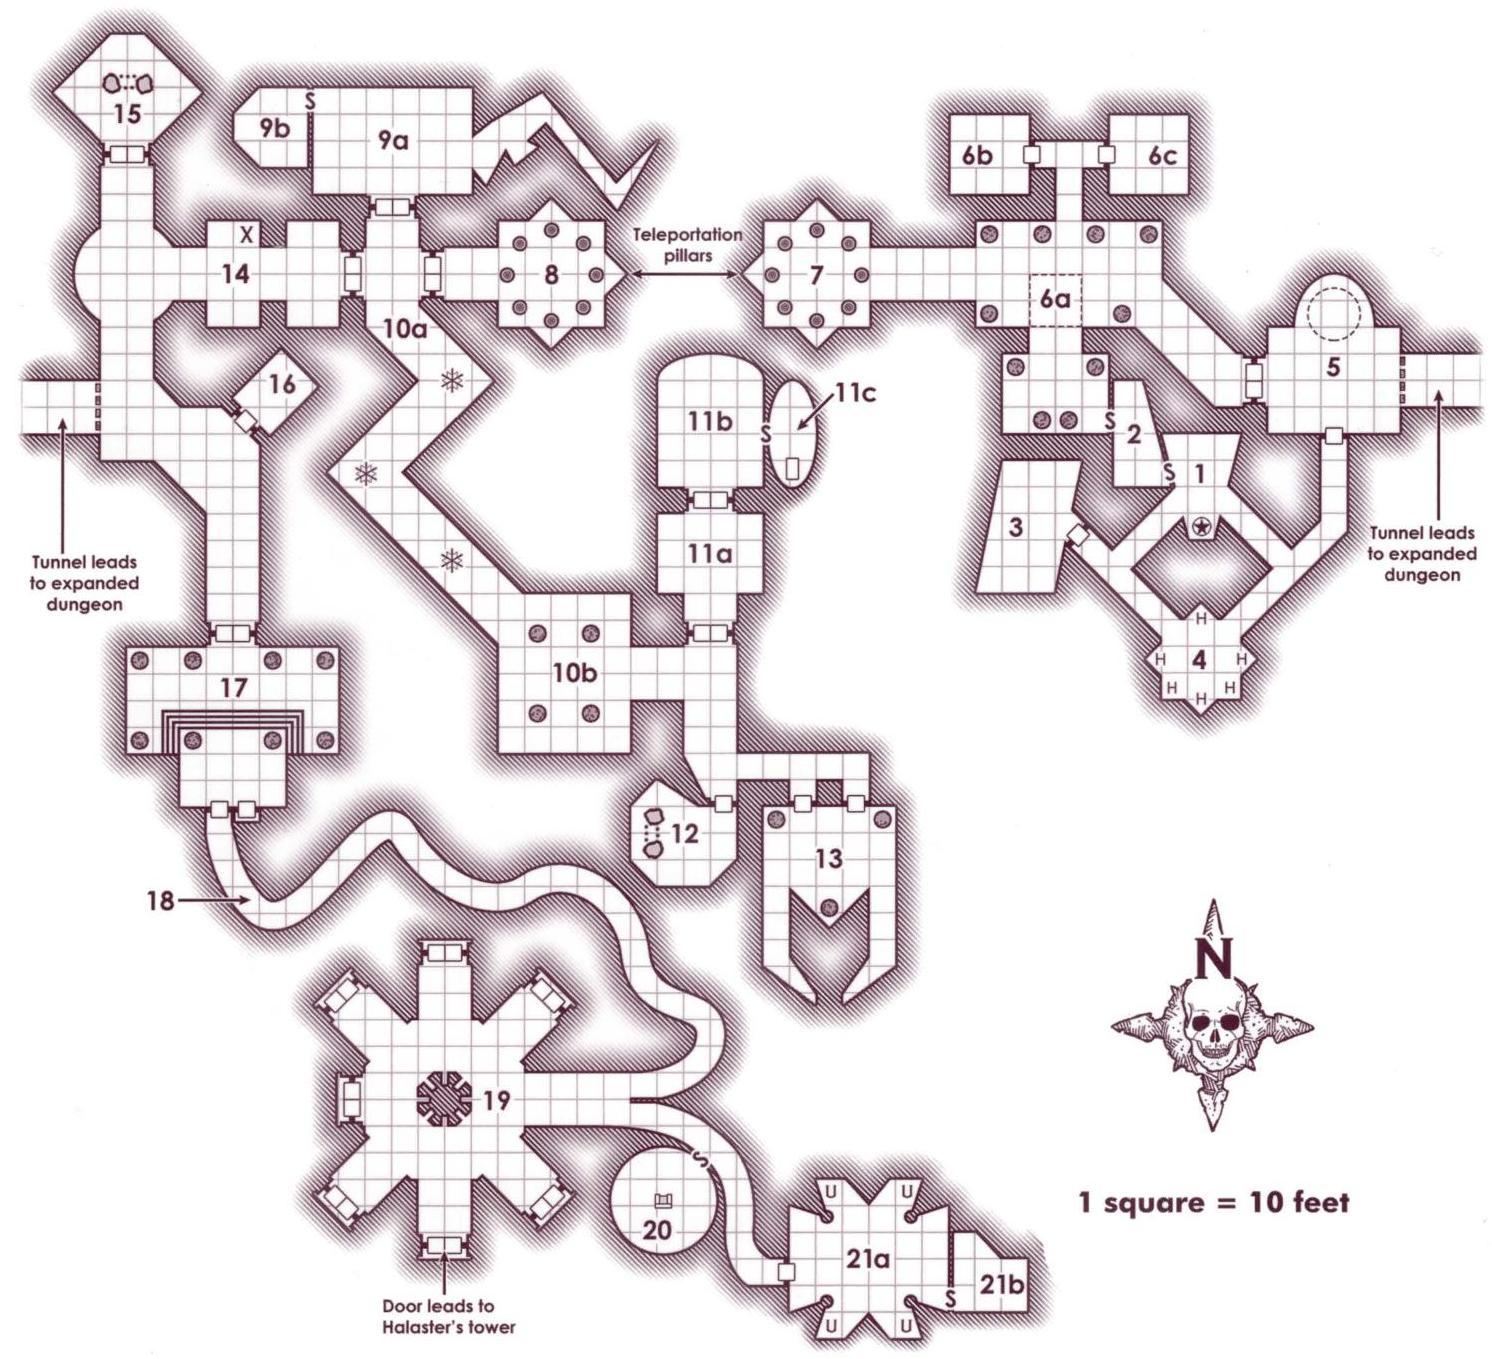 15
9b
S
9a
6b
6c
X
14
8
Teleportation
pillars
7
6a
10a
5
16
11b
S
11c
S
2
S
1
3
11a
Tunnel leads
to expanded
dungeon
Tunnel leads
to expanded
dungeon
H
H
4
H
H
H
H
17
10b
12
13
18
N
19
S
1 square = 10 feet
20
U
U
21a
21b
S
U
U
Door leads to
Halaster's tower